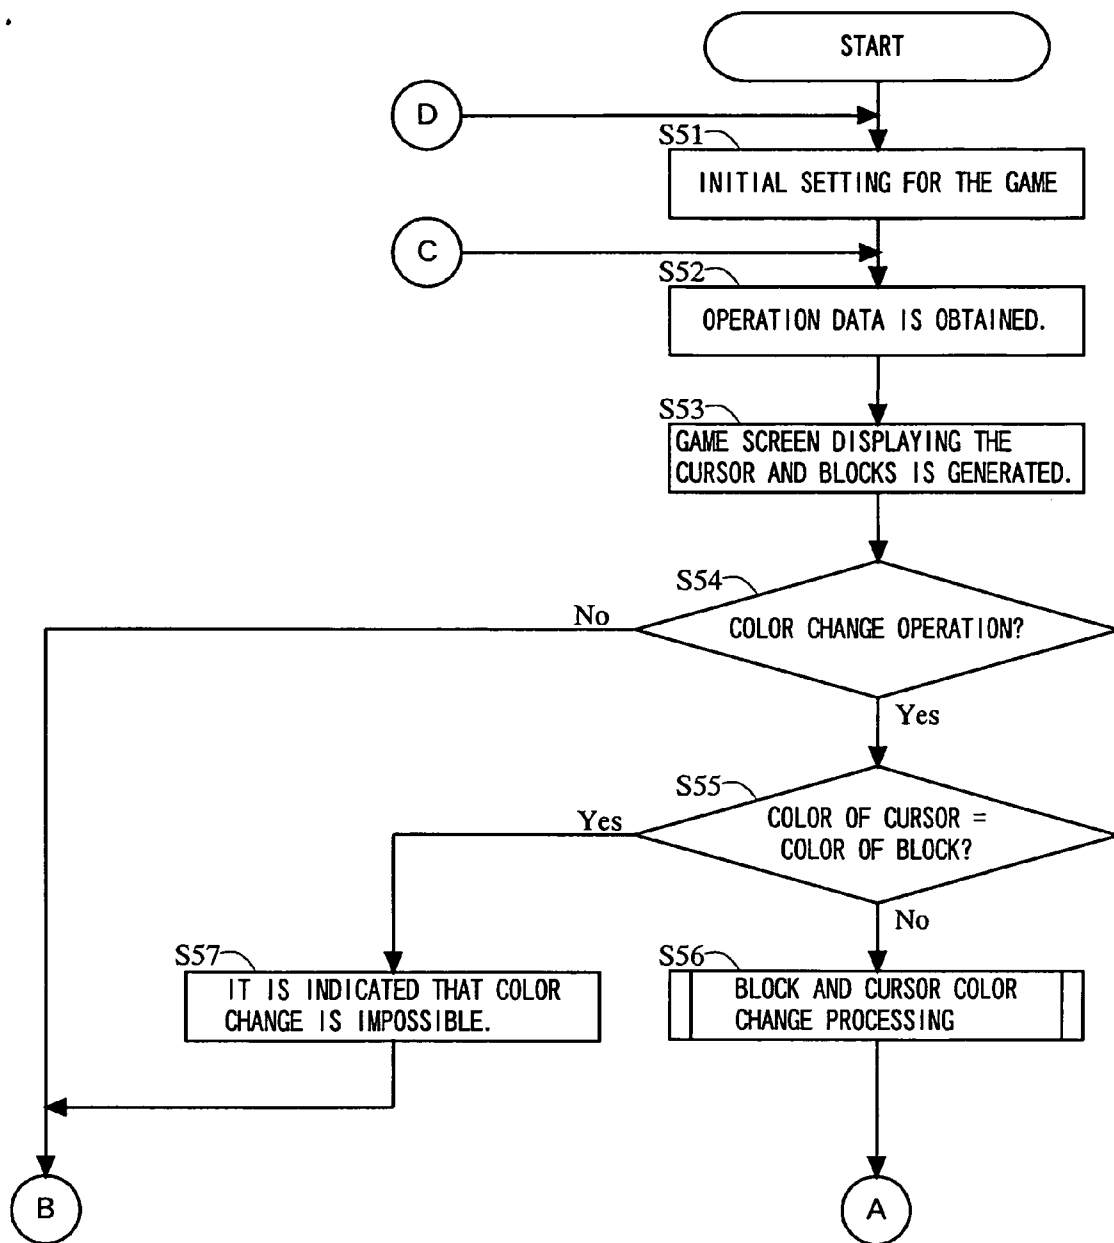 START
D
S51
INITIAL SETTING FOR THE GAME
C
S52
OPERATION DATA IS OBTAINED.
S53
GAME SCREEN DISPLAYING THE
CURSOR AND BLOCKS IS GENERATED.
S54
No
COLOR CHANGE OPERATION?
Yes
S55
Yes
COLOR OF CURSOR =
COLOR OF BLOCK?
No
S57
IT IS INDICATED THAT COLOR
CHANGE IS IMPOSSIBLE.
S56
BLOCK AND CURSOR COLOR
CHANGE PROCESSING
B
A